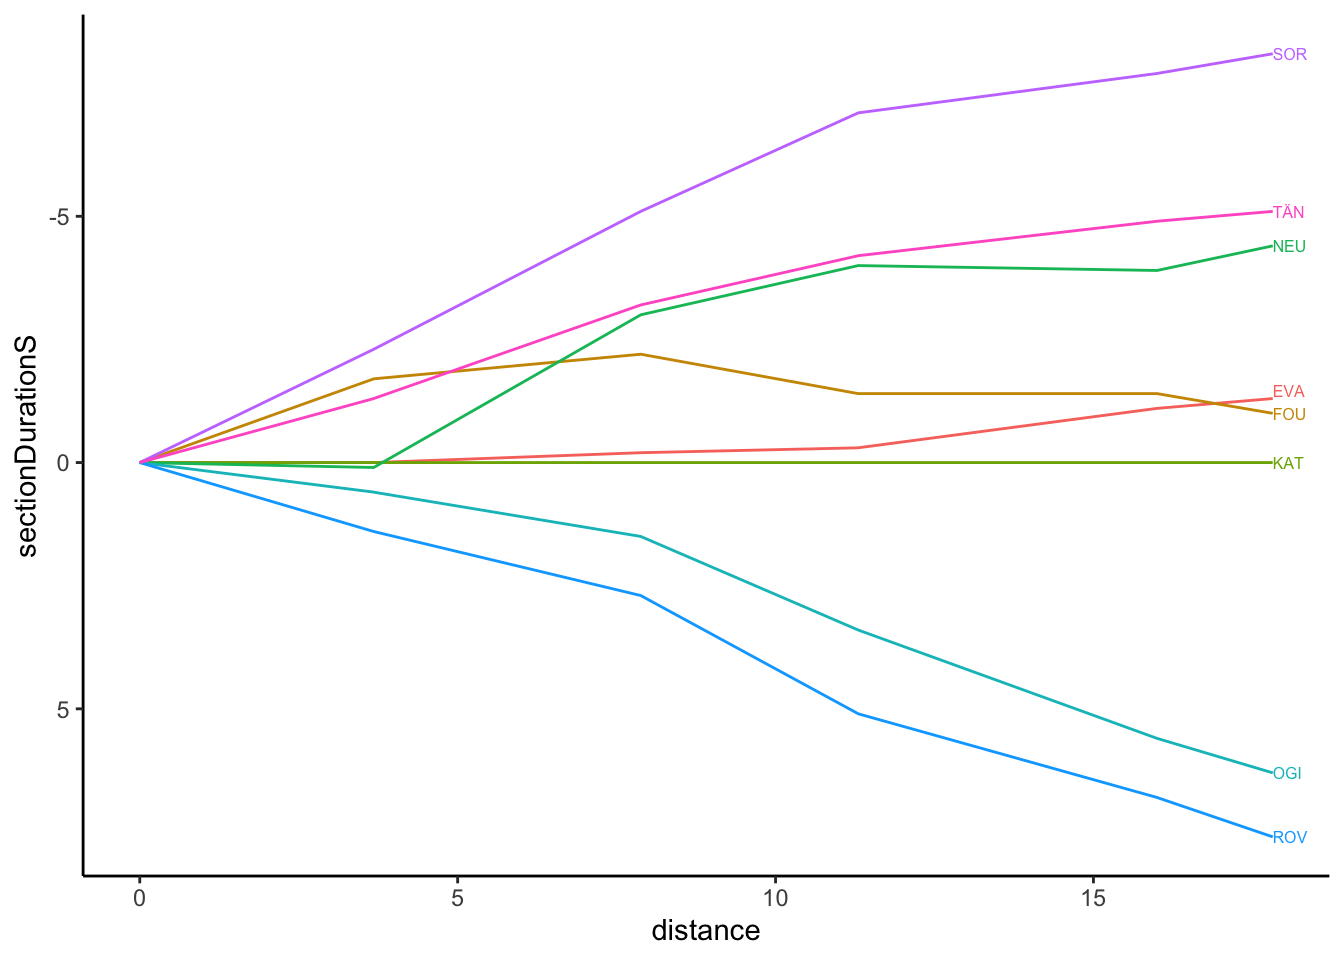 SOR
-5
TÄN
NEU
sectionDurationS
EVA
FOU
0
KAT
5
OGI
ROV
0 5 10 15
distance